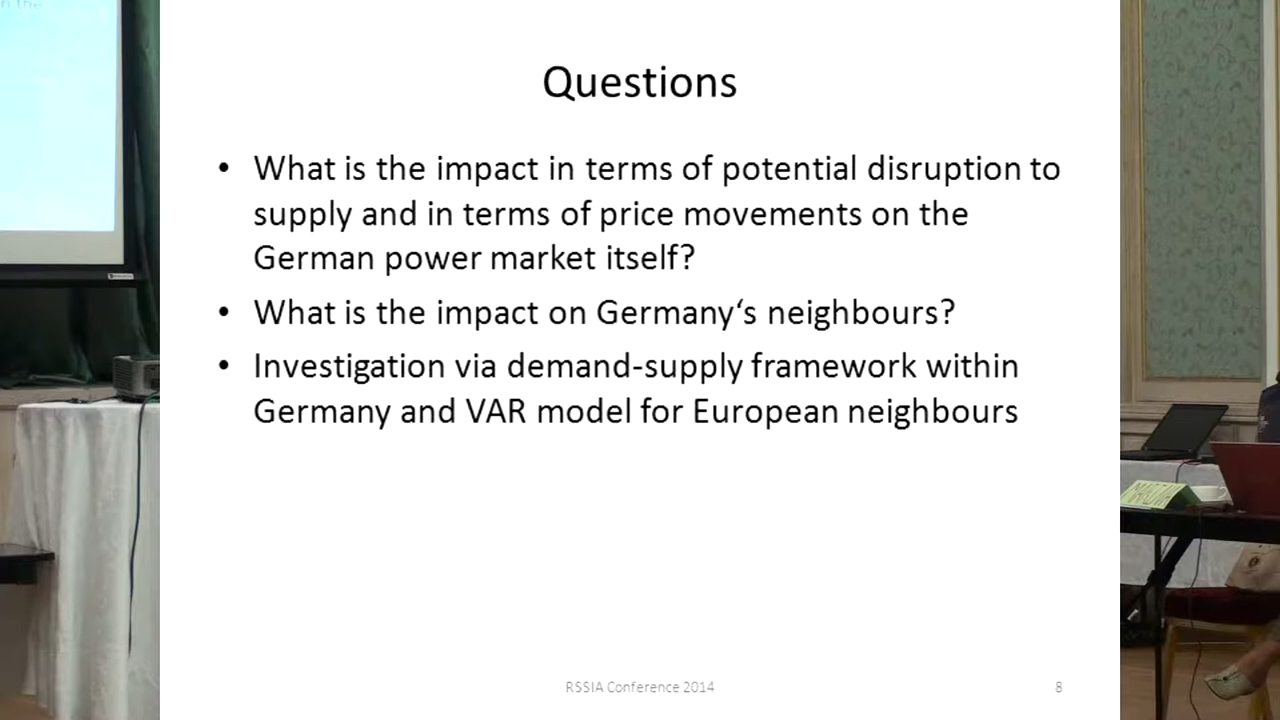 n the
Questions
• What is the impact in terms of potential disruption to
supply and in terms of price movements on the
German power market itself?
• What is the impact on Germany‘s neighbours?
• Investigation via demand-supply framework within
Germany and VAR model for European neighbours
RSSIA Conference 2014
8